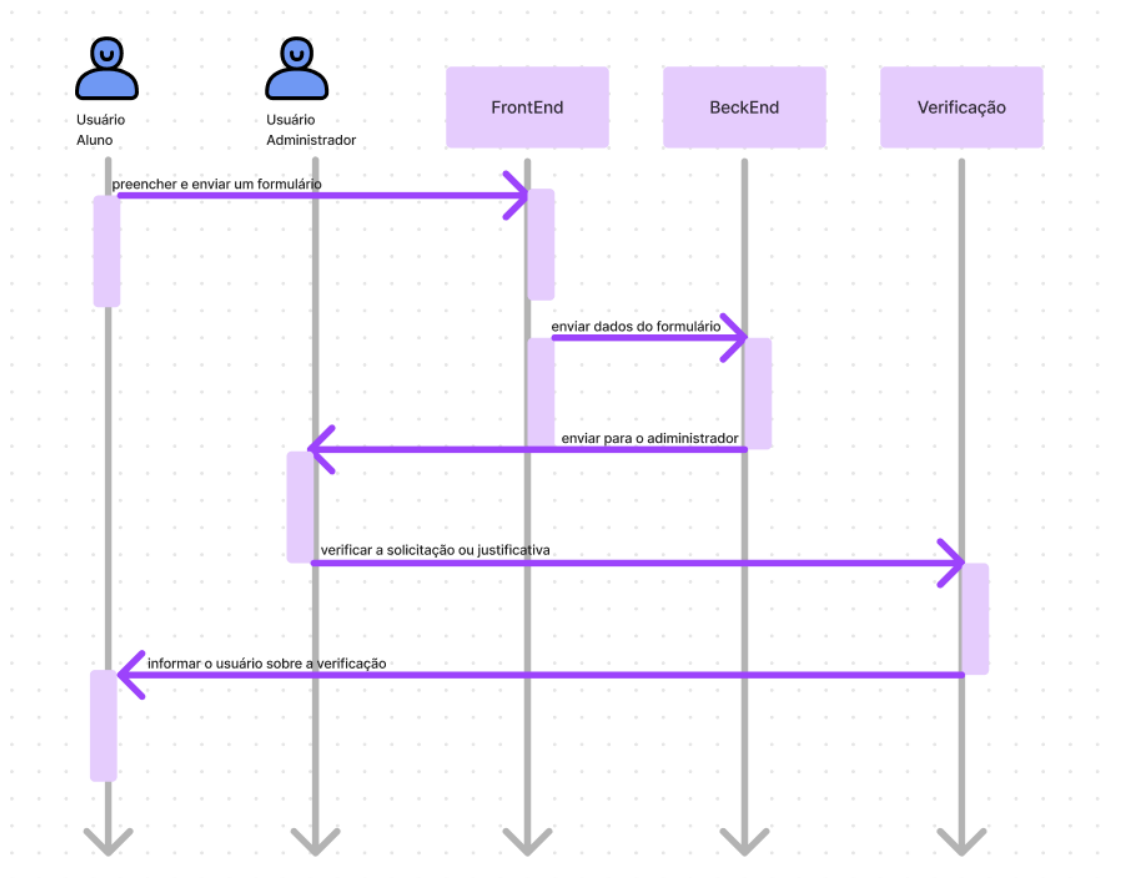 Usuário
Aluno
Usuário
Administrador
FrontEnd
BeckEnd
Verificação
preencher e enviar um formulário
enviar dados do formulário
enviar para o adiministrador
verificar a solicitação ou justificativa
informar o usuário sobre a verificação